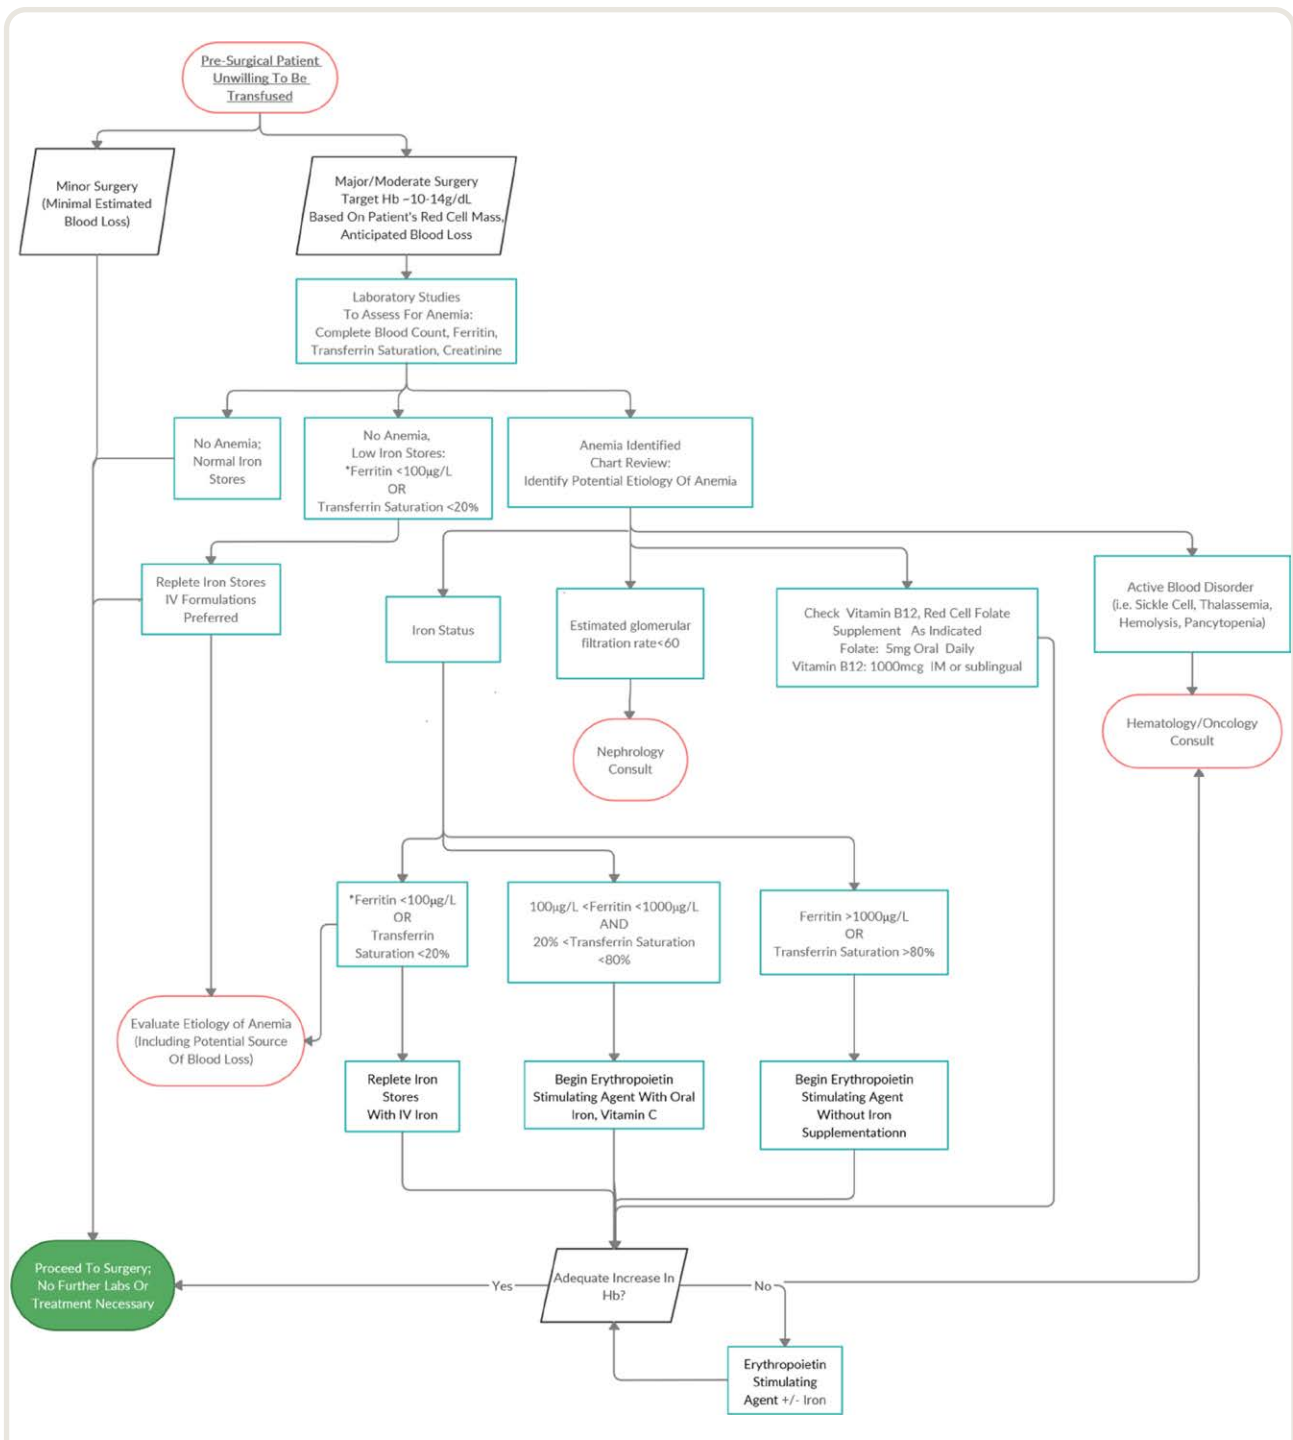 Pre-Surgical Patient
Unwilling To Be
Transfused
Minor Surgery
(Minimal Estimated
Blood Loss)
Major/Moderate Surgery
Target Hb ~10-14g/dL
Based On Patient's Red Cell Mass,
Anticipated Blood Loss
Laboratory Studies
To Assess For Anemia:
Complete Blood Count, Ferritin,
Transferrin Saturation, Creatinine
No Anemia;
Normal Iron
Stores
No Anemia,
Low Iron Stores:
*Ferritin <100µg/L
OR
Transferrin Saturation <20%
Anemia Identified
Chart Review:
Identify Potential Etiology Of Anemia
Replete Iron Stores
IV Formulations
Preferred
Iron Status
Estimated glomerular
filtration rate<60
Check Vitamin B12, Red Cell Folate
Supplement As Indicated
Folate: 5mg Oral Daily
Vitamin B12: 1000mcg IM or sublingual
Active Blood Disorder
(i.e. Sickle Cell, Thalassemia,
Hemolysis, Pancytopenia)
Nephrology
Consult
Hematology/Oncology
Consult
*Ferritin <100µg/L
OR
Transferrin
Saturation <20%
100µg/L <Ferritin <1000µg/L
AND
20% <Transferrin Saturation
<80%
Ferritin >1000µg/L
OR
Transferrin Saturation >80%
Evaluate Etiology of Anemia
(Including Potential Source
Of Blood Loss)
Replete Iron
Stores
With IV Iron
Begin Erythropoietin
Stimulating Agent With Oral
Iron, Vitamin C
Begin Erythropoietin
Stimulating Agent
Without Iron
Supplementationn
Proceed To Surgery;
No Further Labs Or
Treatment Necessary
Yes
Adequate Increase In
Hb?
No
Erythropoietin
Stimulating
Agent +/- Iron